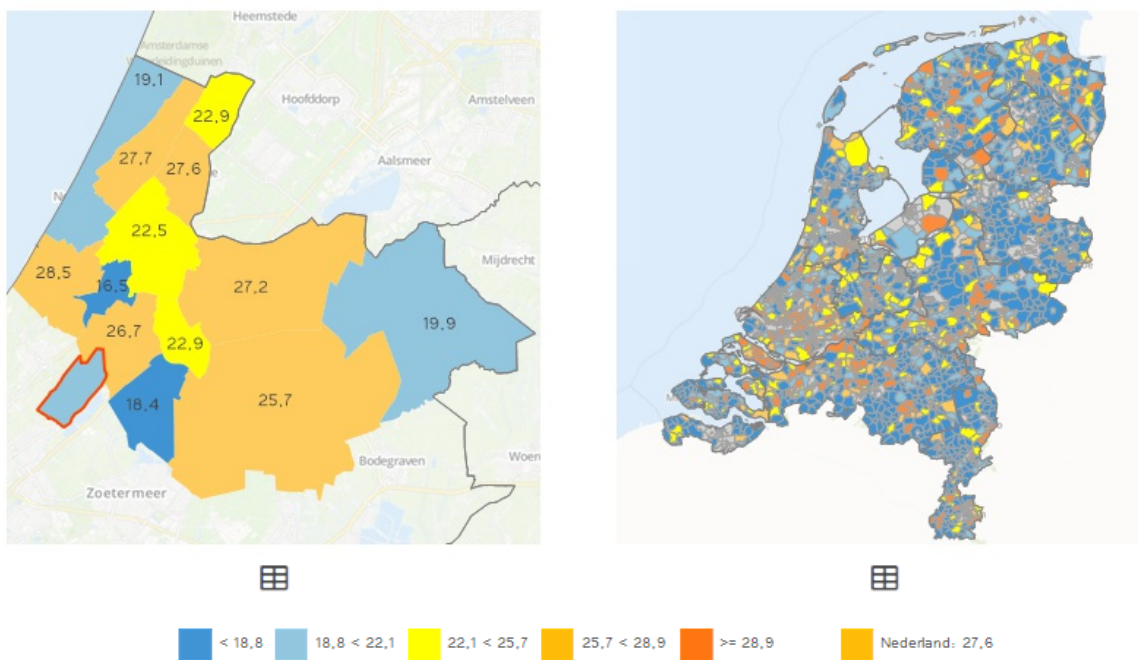 Heemstede
Amsterdamse
Waterleidingduinen
19,1
Hoofddorp
Amstelveen
22,9
27,7
27,6
Aalsmeer
N
22,5
28,5
16,5
27,2
Mijdrecht
26,7
22,9
19,9
18,4
25,7
Bodegraven
Woer
Zoetermeer
< 18,8
18,8 < 22,1
22,1 < 25,7
25,7 < 28,9
>= 28,9
Nederland: 27,6